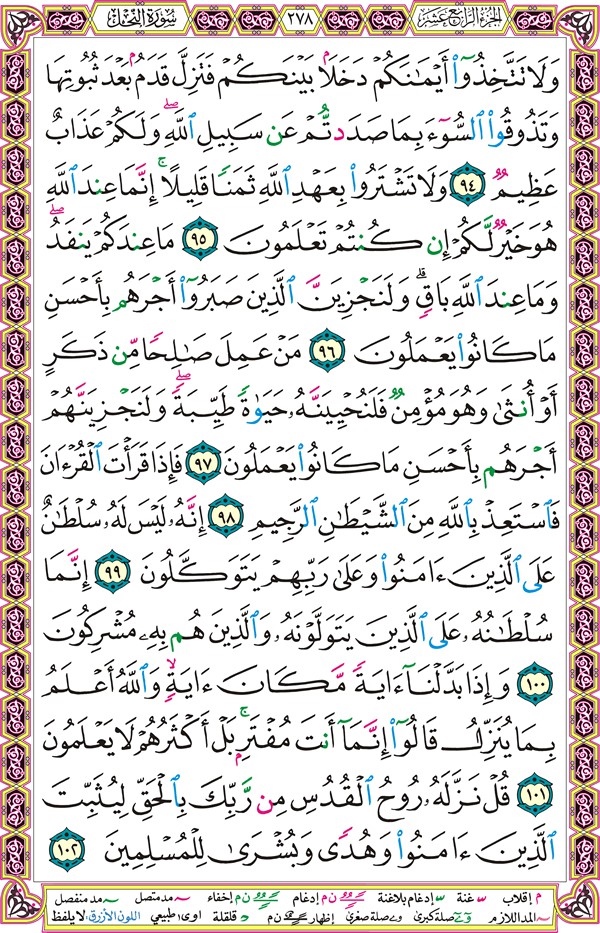 الجزء الرابع عشر ٢٧٨ سورة النحل
وَلَا تَتَّخِذُوٓا۟ أَيْمَـٰنَكُمْ دَخَلًۢا بَيْنَكُمْ فَتَزِلَّ قَدَمٌۢ بَعْدَ ثُبُوتِهَا
وَتَذُوقُوا۟ ٱلسُّوٓءَ بِمَا صَدَدتُّمْ عَن سَبِيلِ ٱللَّهِ ۖ وَلَكُمْ عَذَابٌ
عَظِيمٌ ٩٤ وَلَا تَشْتَرُوا۟ بِعَهْدِ ٱللَّهِ ثَمَنًا قَلِيلًا ۚ إِنَّمَا عِندَ ٱللَّهِ
هُوَ خَيْرٌ لَّكُمْ إِن كُنتُمْ تَعْلَمُونَ ٩٥ مَا عِندَكُمْ يَنفَدُ ۖ
وَمَا عِندَ ٱللَّهِ بَاقٍ ۗ وَلَنَجْزِيَنَّ ٱلَّذِينَ صَبَرُوٓا۟ أَجْرَهُم بِأَحْسَنِ
مَا كَانُوا۟ يَعْمَلُونَ ٩٦ مَنْ عَمِلَ صَـٰلِحًا مِّن ذَكَرٍ
أَوْ أُنثَىٰ وَهُوَ مُؤْمِنٌ فَلَنُحْيِيَنَّهُۥ حَيَوٰةً طَيِّبَةً ۖ وَلَنَجْزِيَنَّهُمْ
أَجْرَهُم بِأَحْسَنِ مَا كَانُوا۟ يَعْمَلُونَ ٩٧ فَإِذَا قَرَأْتَ ٱلْقُرْءَانَ
فَٱسْتَعِذْ بِٱللَّهِ مِنَ ٱلشَّيْطَـٰنِ ٱلرَّجِيمِ ٩٨ إِنَّهُۥ لَيْسَ لَهُۥ سُلْطَـٰنٌ
عَلَى ٱلَّذِينَ ءَامَنُوا۟ وَعَلَىٰ رَبِّهِمْ يَتَوَكَّلُونَ ٩٩ إِنَّمَا
سُلْطَـٰنُهُۥ عَلَى ٱلَّذِينَ يَتَوَلَّوْنَهُۥ وَٱلَّذِينَ هُم بِهِۦ مُشْرِكُونَ
١٠٠ وَإِذَا بَدَّلْنَآ ءَايَةً مَّكَانَ ءَايَةٍ ۙ وَٱللَّهُ أَعْلَمُ
بِمَا يُنَزِّلُ قَالُوٓا۟ إِنَّمَآ أَنتَ مُفْتَرٍۭ ۚ بَلْ أَكْثَرُهُمْ لَا يَعْلَمُونَ
١٠١ قُلْ نَزَّلَهُۥ رُوحُ ٱلْقُدُسِ مِن رَّبِّكَ بِٱلْحَقِّ لِيُثَبِّتَ
ٱلَّذِينَ ءَامَنُوا۟ وَهُدًى وَبُشْرَىٰ لِلْمُسْلِمِينَ ١٠٢
م إقلاب غنة إدغام بلاغنة ن م إدغام ن م إخفاء مد متصل مد منفصل
المد اللازم صلة كبرى صلة صغرى إظهار ن م قلقلة اوى طبيعي اللون الأزرق: لا يلفظ